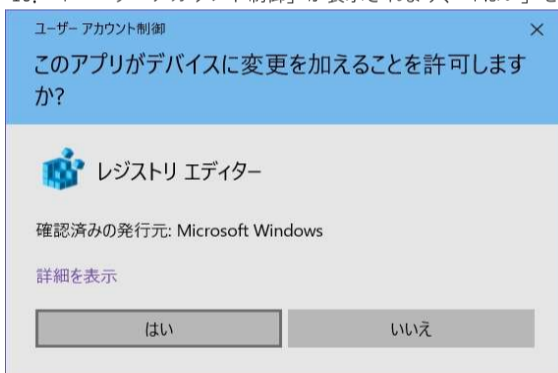 ユーザー アカウント制御
このアプリがデバイスに変更を加えることを許可します
か?
レジストリ エディター
確認済みの発行元: Microsoft Windows
詳細を表示
はい
いいえ